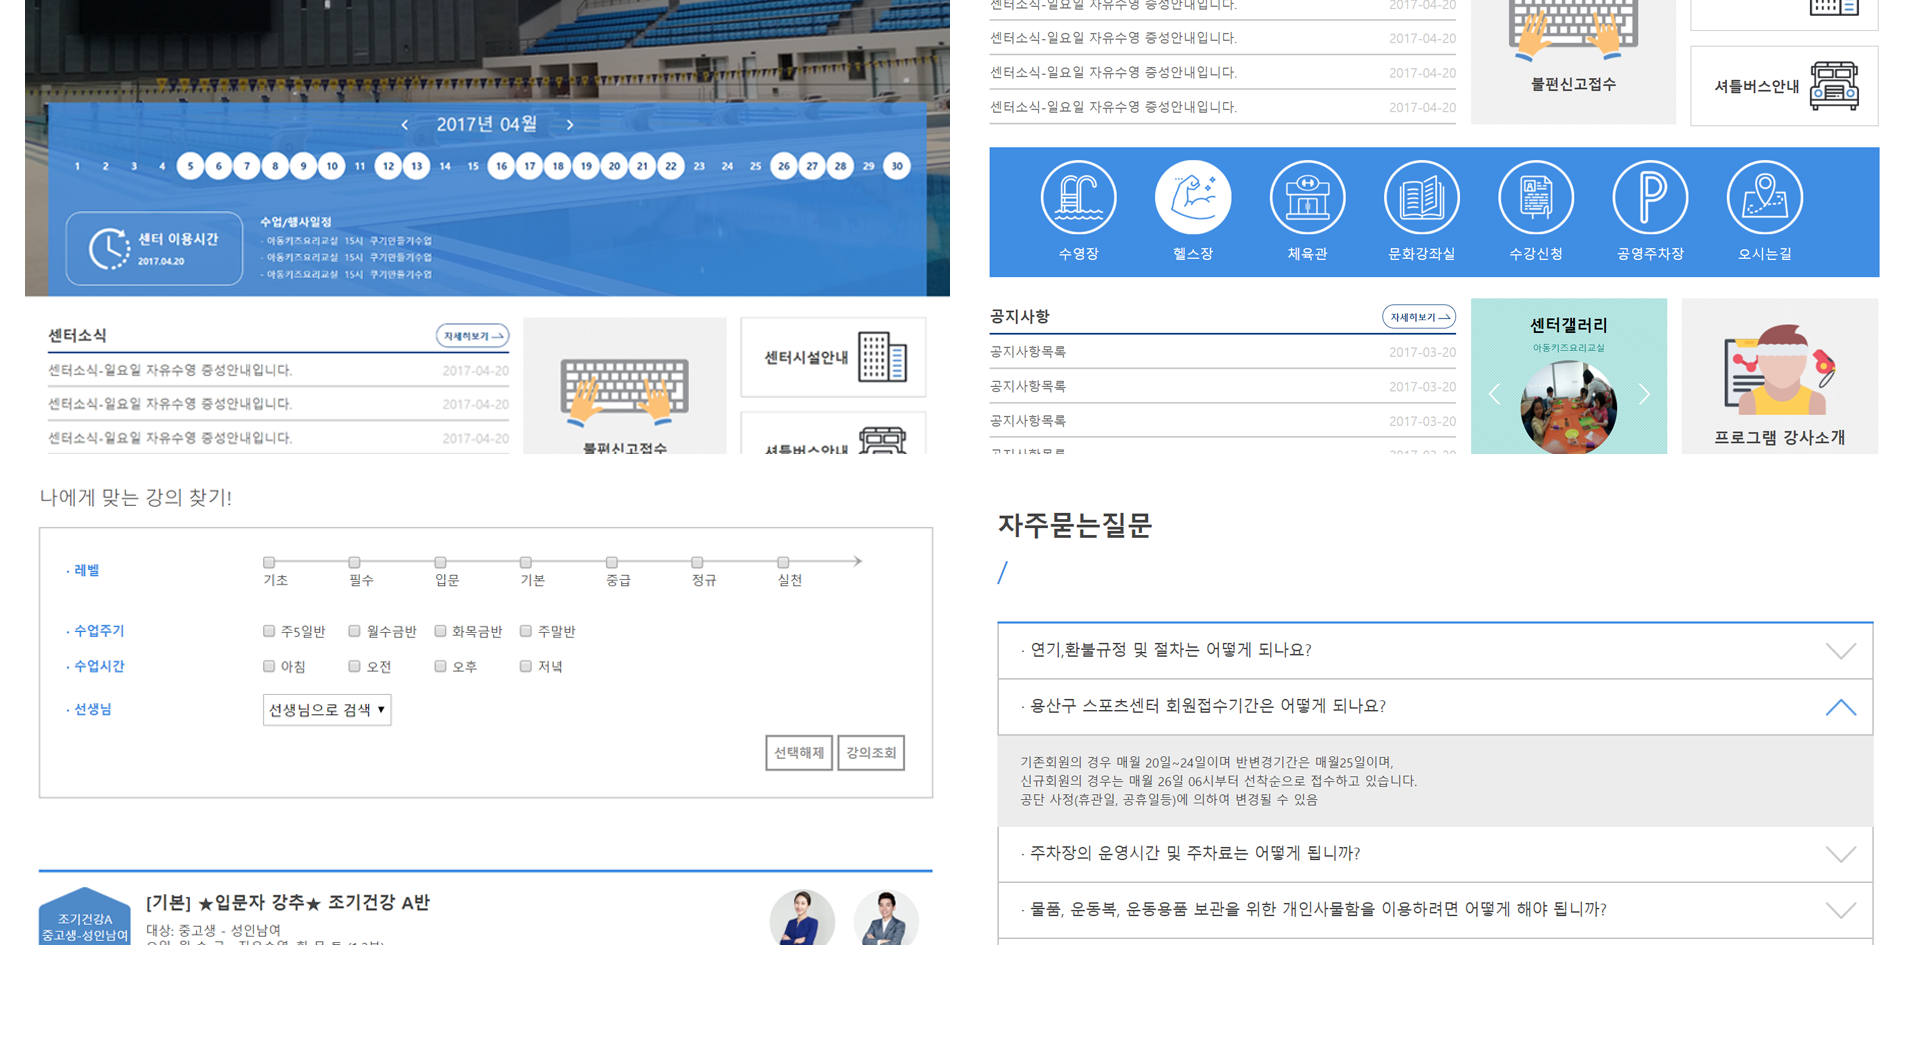 2017년 04월
1 2 3 4 5 6 7 8 9 10 11 12 13 14 15 16 17 18 19 20 21 22 23 24 25 26 27 28 29 30
센터 이용시간
2017.04.20
수업/행사일정
- 아동키즈요리교실 15시 쿠기만들기수업
- 아동키즈요리교실 15시 쿠기만들기수업
- 아동키즈요리교실 15시 쿠기만들기수업
센터소식
자세히보기
센터소식-일요일 자유수영 증성안내입니다. 2017-04-20
센터소식-일요일 자유수영 증성안내입니다. 2017-04-20
센터소식-일요일 자유수영 증성안내입니다. 2017-04-20
불편신고접수
센터시설안내
셔틀버스안내
센터소식-일요일 자유수영 증성안내입니다. 2017-04-20
센터소식-일요일 자유수영 증성안내입니다. 2017-04-20
센터소식-일요일 자유수영 증성안내입니다. 2017-04-20
센터소식-일요일 자유수영 증성안내입니다. 2017-04-20
불편신고접수
셔틀버스안내
수영장
헬스장
체육관
문화강좌실
수강신청
공영주차장
오시는길
공지사항
자세히보기
공지사항목록 2017-03-20
공지사항목록 2017-03-20
공지사항목록 2017-03-20
공지사항목록 2017-03-20
센터갤러리
아동키즈요리교실
프로그램 강사소개
나에게 맞는 강의 찾기!
· 레벨
기초 필수 입문 기본 중급 정규 실천
· 수업주기
주5일반 월수금반 화목금반 주말반
· 수업시간
아침 오전 오후 저녁
· 선생님
선생님으로 검색
선택해제
강의조회
조기건강A
중고생-성인남여
[기본] ★입문자 강추★ 조기건강 A반
대상: 중고생 - 성인남여
자주묻는질문
/
· 연기,환불규정 및 절차는 어떻게 되나요?
· 용산구 스포츠센터 회원접수기간은 어떻게 되나요?
기존회원의 경우 매월 20일~24일이며 반변경기간은 매월25일이며,
신규회원의 경우는 매월 26일 06시부터 선착순으로 접수하고 있습니다.
공단 사정(휴관일, 공휴일등)에 의하여 변경될 수 있음
· 주차장의 운영시간 및 주차료는 어떻게 됩니까?
· 물품, 운동복, 운동용품 보관을 위한 개인사물함을 이용하려면 어떻게 해야 됩니까?